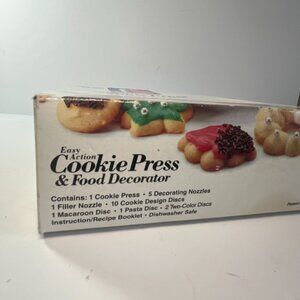 Easy
Action
Cookie Press
& Food Decorator
Contains: 1 Cookie Press • 5 Decorating Nozzles
1 Filler Nozzle • 10 Cookie Design Discs
1 Macaroon Disc • 1 Pasta Disc • 2 Two-Color Discs
Instruction/Recipe Booklet • Dishwasher Safe